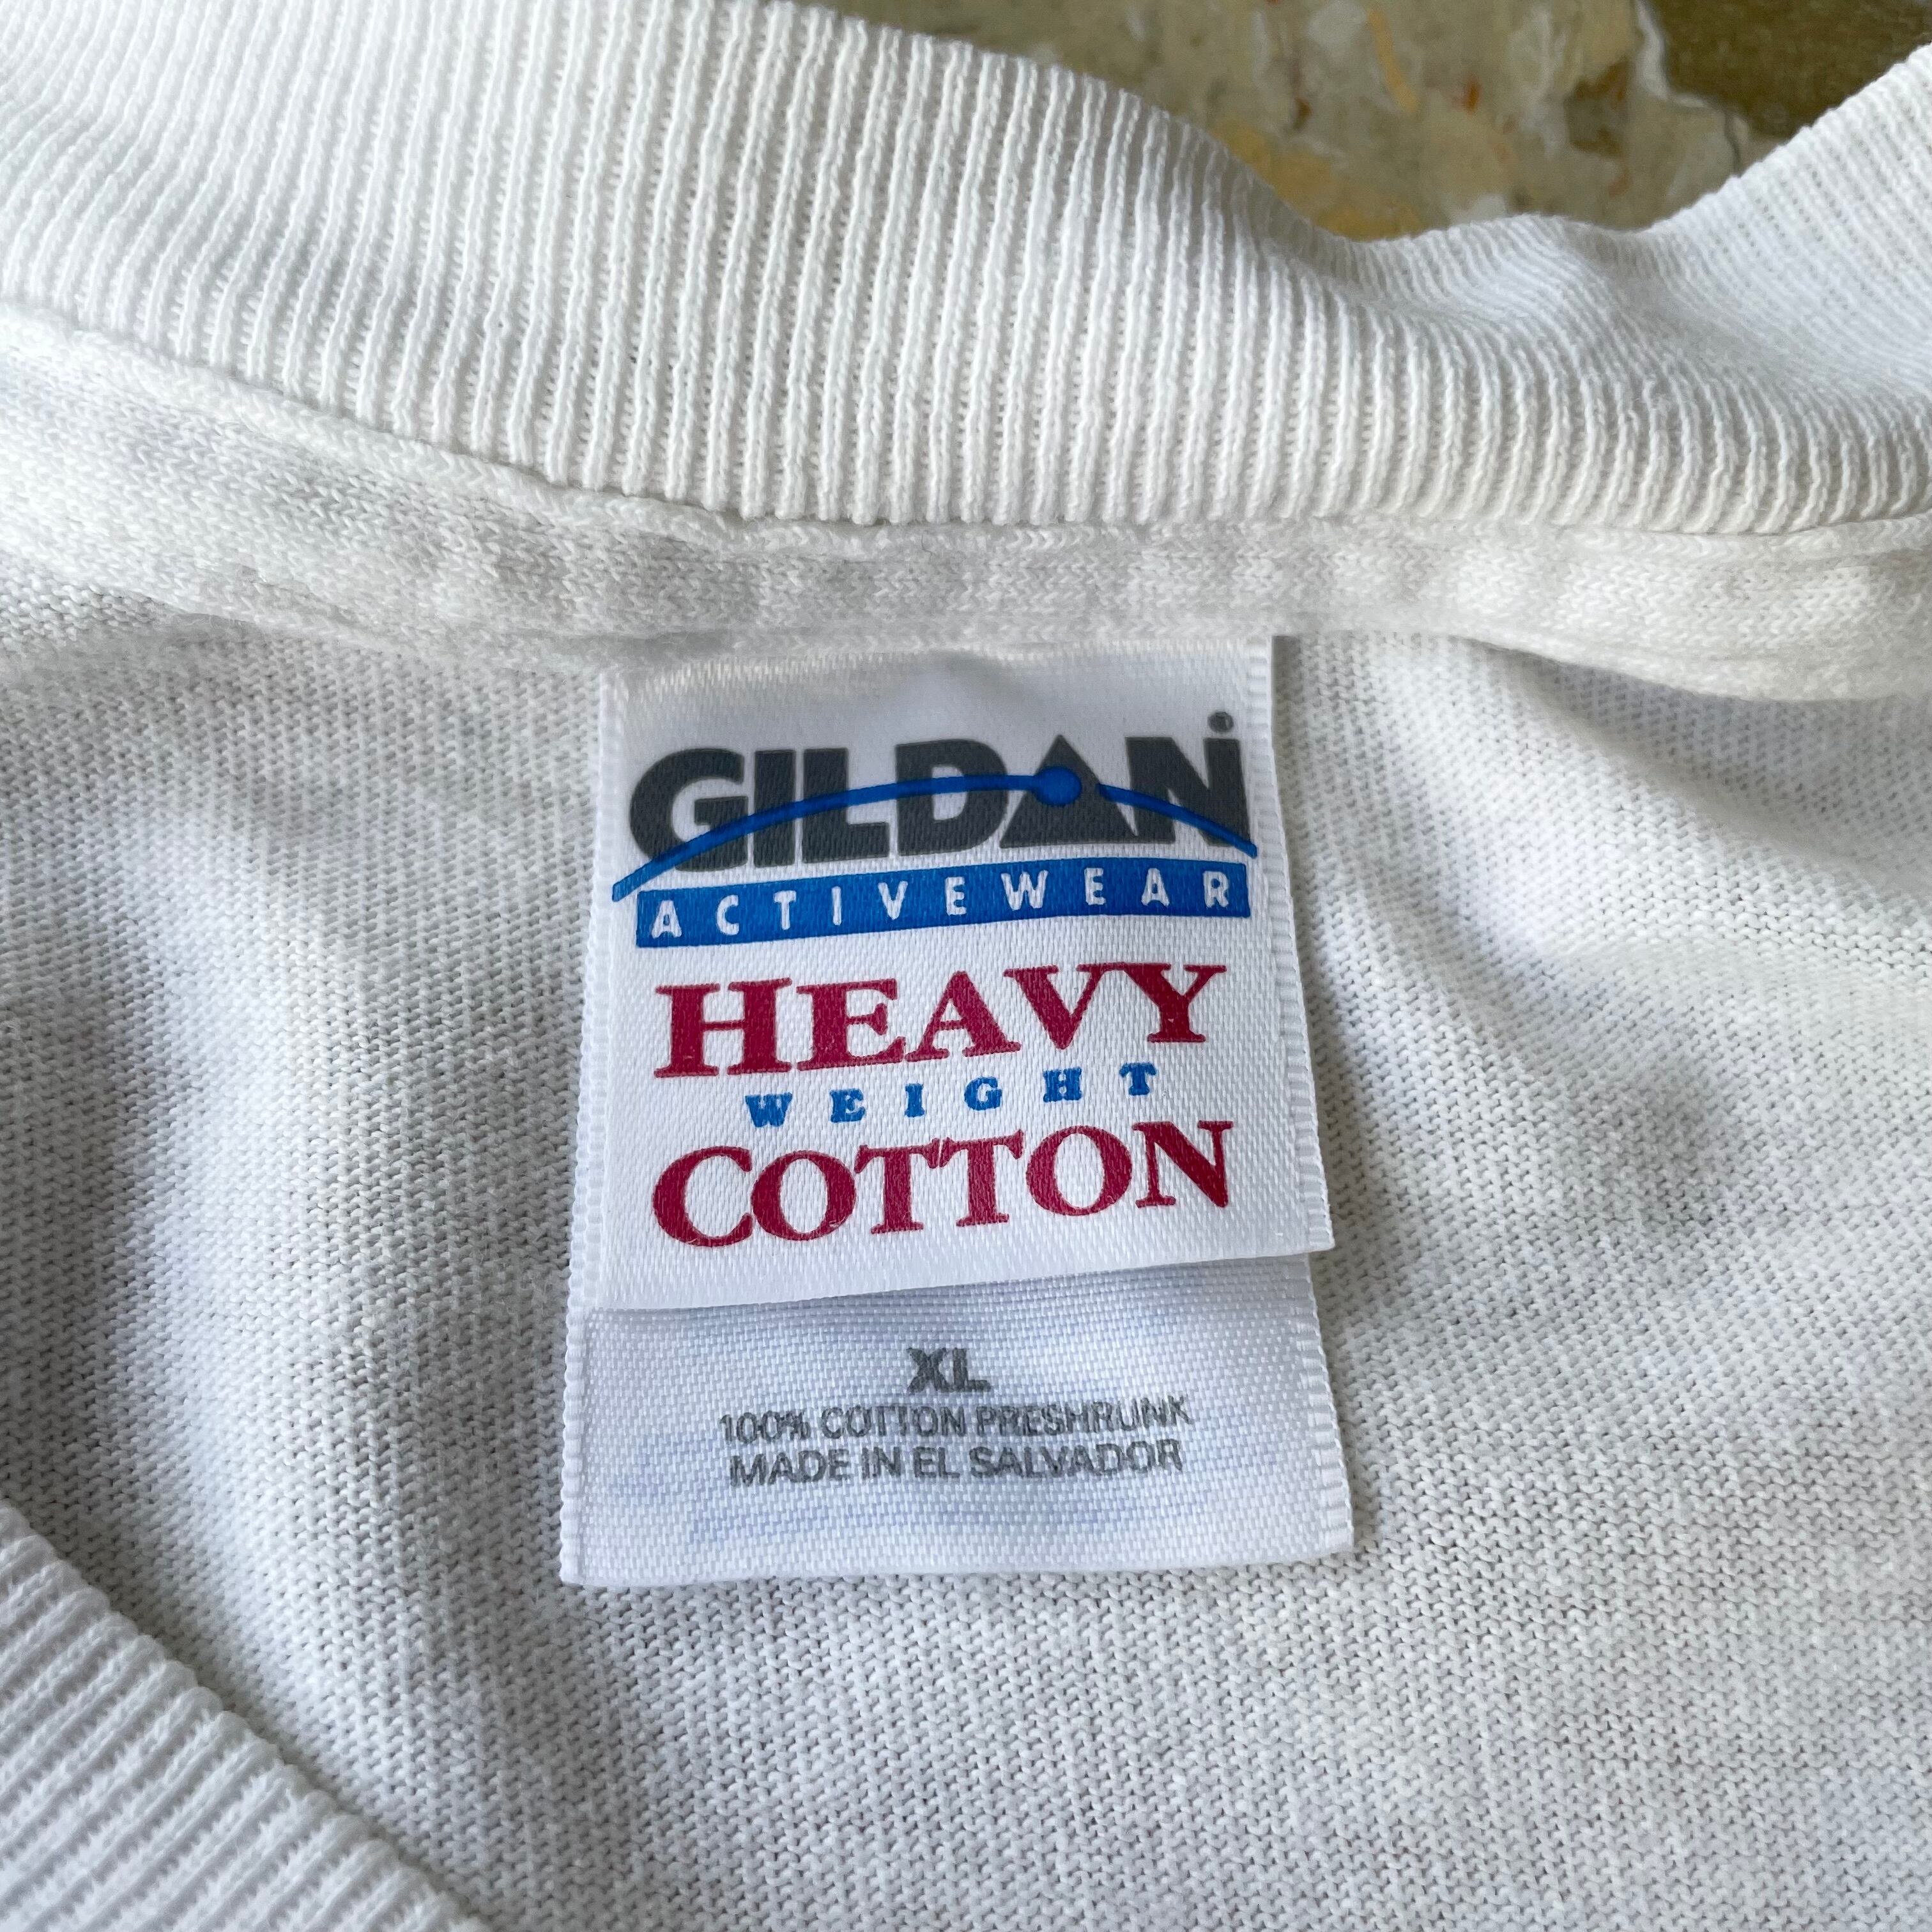 GILDAN®
ACTIVEWEAR
HEAVY
WEIGHT
COTTON
XL
100% COTTON PRESHRUNK
MADE IN EL SALVADOR